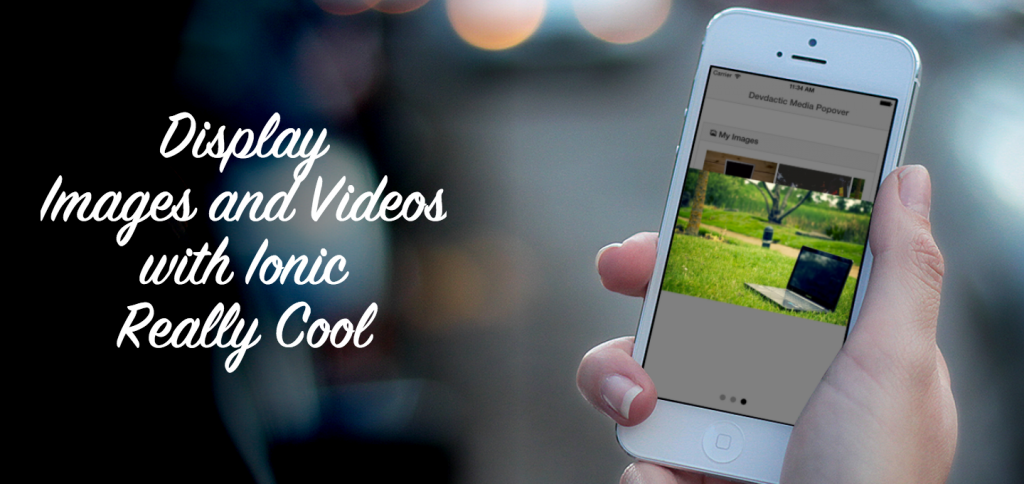 Display
Images and Videos
with Ionic
Really Cool
Carrier
11:34 AM
Devdactic Media Popover
My Images